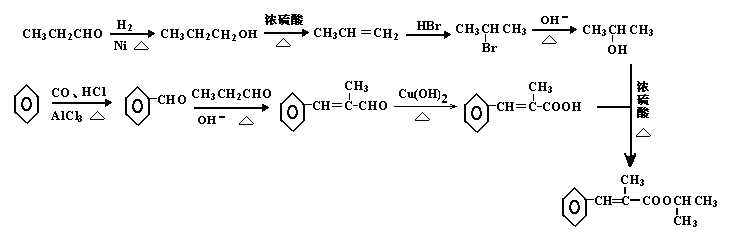 CH₃CH₂CHO H₂ Ni △ CH₃CH₂CH₂OH 浓硫酸 △ CH₃CH=CH₂ HBr CH₃CHCH₃ Br OH⁻ △ CH₃CHCH₃ OH
CO、HCl AlCl₃ △ CHO CH₃CH₂CHO OH⁻ △ CH₃ CH=C-CHO Cu(OH)₂ △ CH₃ CH=C-COOH
浓硫酸 △
CH₃
CH=C-COOCHCH₃
CH₃